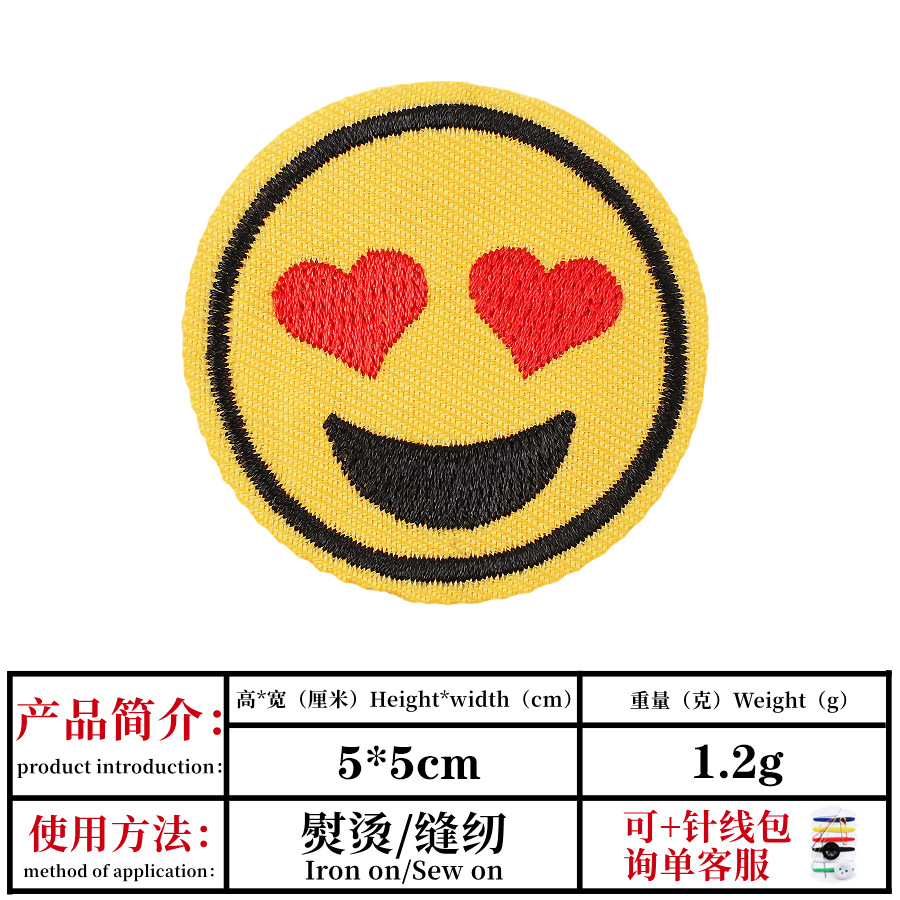 产品简介:
product introduction:
高*宽（厘米）Height*width（cm）
重量（克）Weight（g）
5*5cm
1.2g
使用方法:
method of application:
熨烫/缝纫
Iron on/Sew on
可+针线包
询单客服